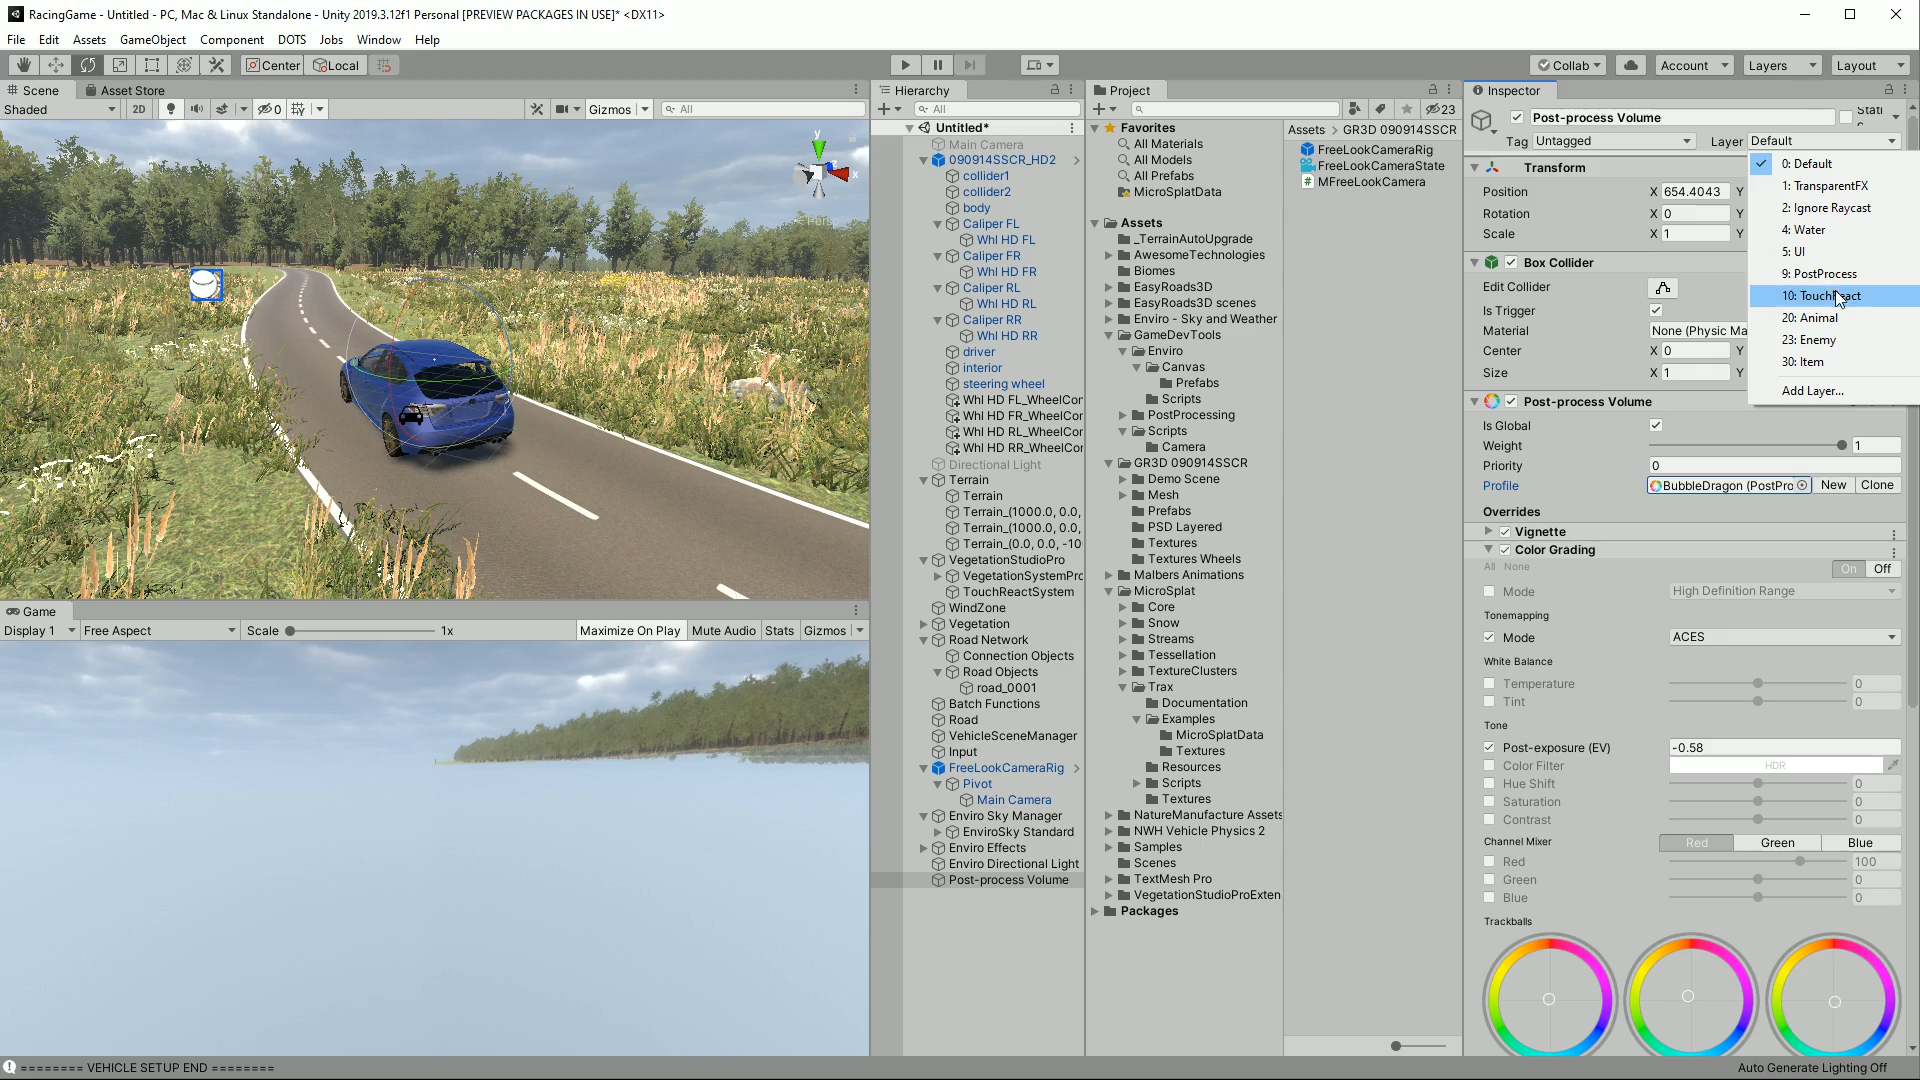 RacingGame - Untitled - PC, Mac & Linux Standalone - Unity 2019.3.12f1 Personal [PREVIEW PACKAGES IN USE]* <DX11>
File Edit Assets GameObject Component DOTS Jobs Window Help
Center Local Collab Account Layers Layout
Scene Asset Store
Shaded 2D 0 Gizmos All
y
x
Game
Display 1 Free Aspect Scale 1x Maximize On Play Mute Audio Stats Gizmos
Hierarchy
All
Untitled*
Main Camera
090914SSCR_HD2
collider1
collider2
body
Caliper FL
Whl HD FL
Caliper FR
Whl HD FR
Caliper RL
Whl HD RL
Caliper RR
Whl HD RR
driver
interior
steering wheel
Whl HD FL_WheelCor
Whl HD FR_WheelCor
Whl HD RL_WheelCor
Whl HD RR_WheelCor
Directional Light
Terrain
Terrain
Terrain_(1000.0, 0.0,
Terrain_(1000.0, 0.0,
Terrain_(0.0, 0.0, -10
VegetationStudioPro
VegetationSystemPro
TouchReactSystem
WindZone
Vegetation
Road Network
Connection Objects
Road Objects
road_0001
Batch Functions
Road
VehicleSceneManager
Input
FreeLookCameraRig
Pivot
Main Camera
Enviro Sky Manager
EnviroSky Standard
Enviro Effects
Enviro Directional Light
Post-process Volume
Project
23
Favorites
All Materials
All Models
All Prefabs
MicroSplatData
Assets
_TerrainAutoUpgrade
AwesomeTechnologies
Biomes
EasyRoads3D
EasyRoads3D scenes
Enviro - Sky and Weather
GameDevTools
Enviro
Canvas
Prefabs
Scripts
PostProcessing
Scripts
Camera
GR3D 090914SSCR
Demo Scene
Mesh
Prefabs
PSD Layered
Textures
Textures Wheels
Malbers Animations
MicroSplat
Core
Snow
Streams
Tessellation
TextureClusters
Trax
Documentation
Examples
MicroSplatData
Textures
Resources
Scripts
Textures
NatureManufacture Assets
NWH Vehicle Physics 2
Samples
Scenes
TextMesh Pro
VegetationStudioProExten
Packages
Assets > GR3D 090914SSCR
FreeLookCameraRig
FreeLookCameraState
MFreeLookCamera
Inspector
Post-process Volume Stati
Tag Untagged Layer Default
0: Default
1: TransparentFX
2: Ignore Raycast
4: Water
5: UI
9: PostProcess
10: TouchReact
20: Animal
23: Enemy
30: Item
Add Layer...
Transform
Position X 654.4043 Y
Rotation X 0 Y
Scale X 1 Y
Box Collider
Edit Collider
Is Trigger
Material None (Physic Ma
Center X 0 Y
Size X 1 Y
Post-process Volume
Is Global
Weight 1
Priority 0
Profile BubbleDragon (PostPro New Clone
Overrides
Vignette
Color Grading
All None On Off
Mode High Definition Range
Tonemapping
Mode ACES
White Balance
Temperature 0
Tint 0
Tone
Post-exposure (EV) -0.58
Color Filter HDR
Hue Shift 0
Saturation 0
Contrast 0
Channel Mixer Red Green Blue
Red 100
Green 0
Blue 0
Trackballs
======== VEHICLE SETUP END ======== Auto Generate Lighting Off